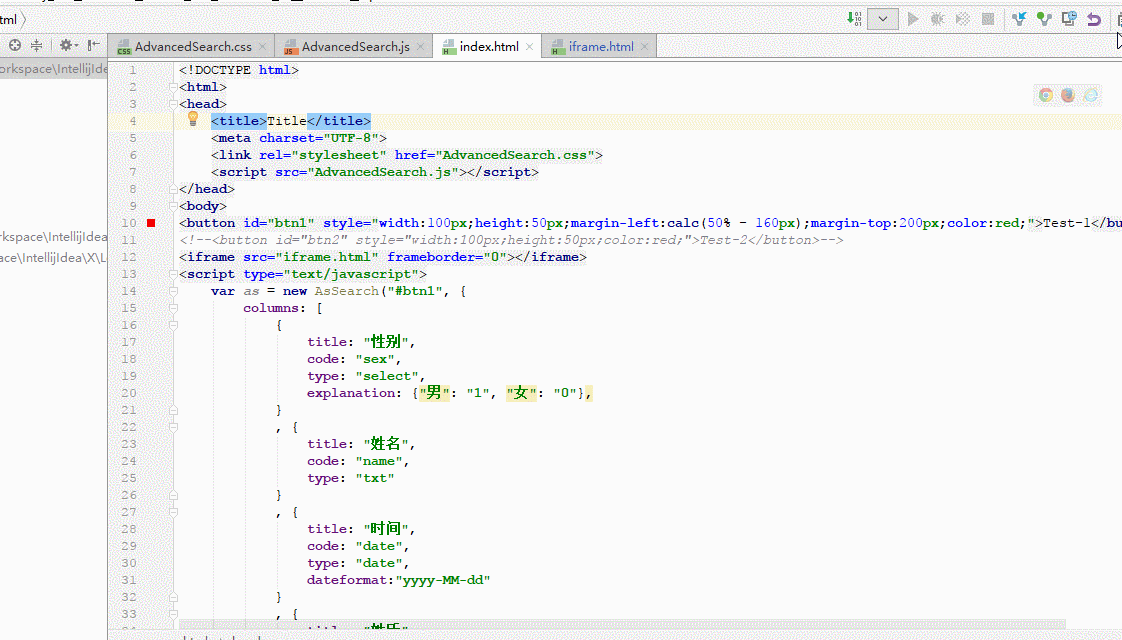 tml
AdvancedSearch.css
AdvancedSearch.js
index.html
iframe.html
orkspace\IntellijIde
1 <!DOCTYPE html>
2 <html>
3 <head>
4 <title>Title</title>
5 <meta charset="UTF-8">
6 <link rel="stylesheet" href="AdvancedSearch.css">
7 <script src="AdvancedSearch.js"></script>
8 </head>
9 <body>
10 <button id="btn1" style="width:100px;height:50px;margin-left:calc(50% - 160px);margin-top:200px;color:red;">Test-1</bu
rkspace\IntellijIdea
11 <!--<button id="btn2" style="width:100px;height:50px;color:red;">Test-2</button>-->
ace\IntellijIdea\X\L
12 <iframe src="iframe.html" frameborder="0"></iframe>
13 <script type="text/javascript">
14 var as = new AsSearch("#btn1", {
15 columns: [
16 {
17 title: "性别",
18 code: "sex",
19 type: "select",
20 explanation: {"男": "1", "女": "0"},
21 }
22 , {
23 title: "姓名",
24 code: "name",
25 type: "txt"
26 }
27 , {
28 title: "时间",
29 code: "date",
30 type: "date",
31 dateformat:"yyyy-MM-dd"
32 }
33 , {